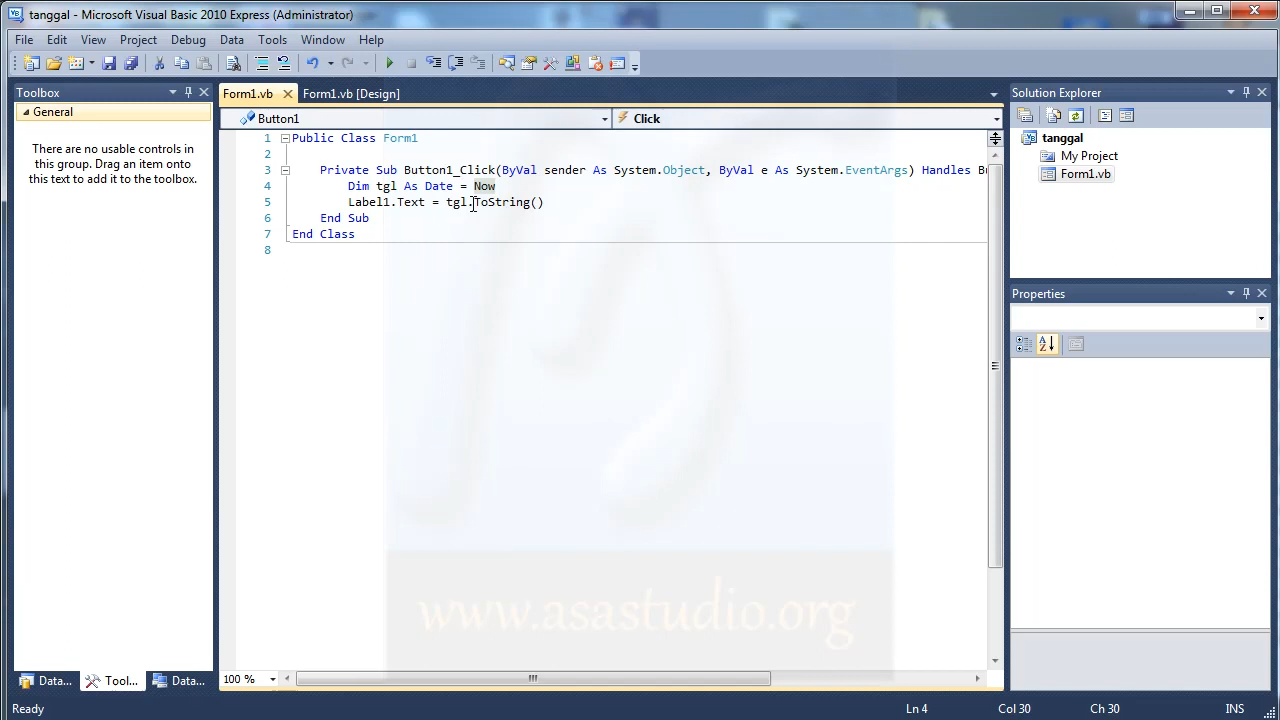 tanggal - Microsoft Visual Basic 2010 Express (Administrator)
File Edit View Project Debug Data Tools Window Help
Toolbox
General
There are no usable controls in
this group. Drag an item onto
this text to add it to the toolbox.
Data... Tool... Data...
Form1.vb Form1.vb [Design]
Button1 Click
1 Public Class Form1
2
3 Private Sub Button1_Click(ByVal sender As System.Object, ByVal e As System.EventArgs) Handles Bu
4 Dim tgl As Date = Now
5 Label1.Text = tgl.ToString()
6 End Sub
7 End Class
8
www.asastudio.org
100 %
Solution Explorer
tanggal
My Project
Form1.vb
Properties
Ready Ln 4 Col 30 Ch 30 INS